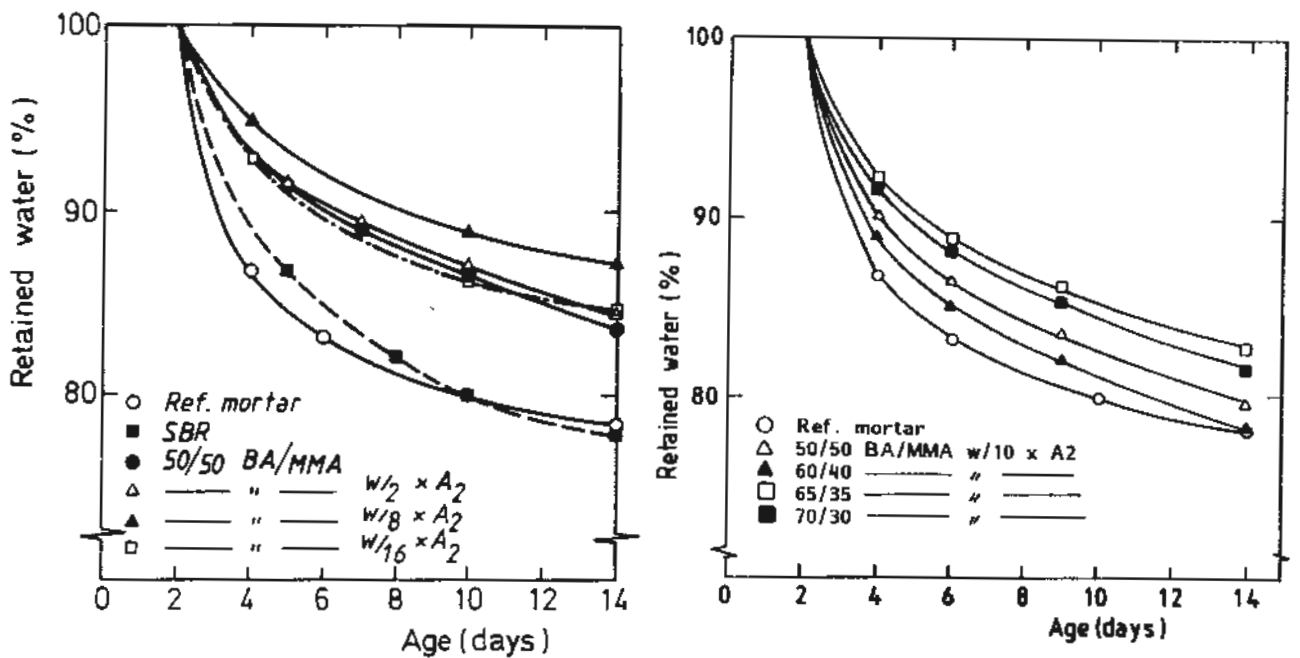 Retained water (%)
100
90
80
○ Ref. mortar
■ SBR
● 50/50 BA/MMA
△ —— " —— w/2 × A2
▲ —— " —— w/8 × A2
□ —— " —— w/16 × A2
0 2 4 6 8 10 12 14
Age (days)
Retained water (%)
100
90
80
○ Ref. mortar
△ 50/50 BA/MMA w/10 x A2
▲ 60/40 —— " ——
□ 65/35 —— " ——
■ 70/30 —— " ——
0 2 4 6 8 10 12 14
Age (days)